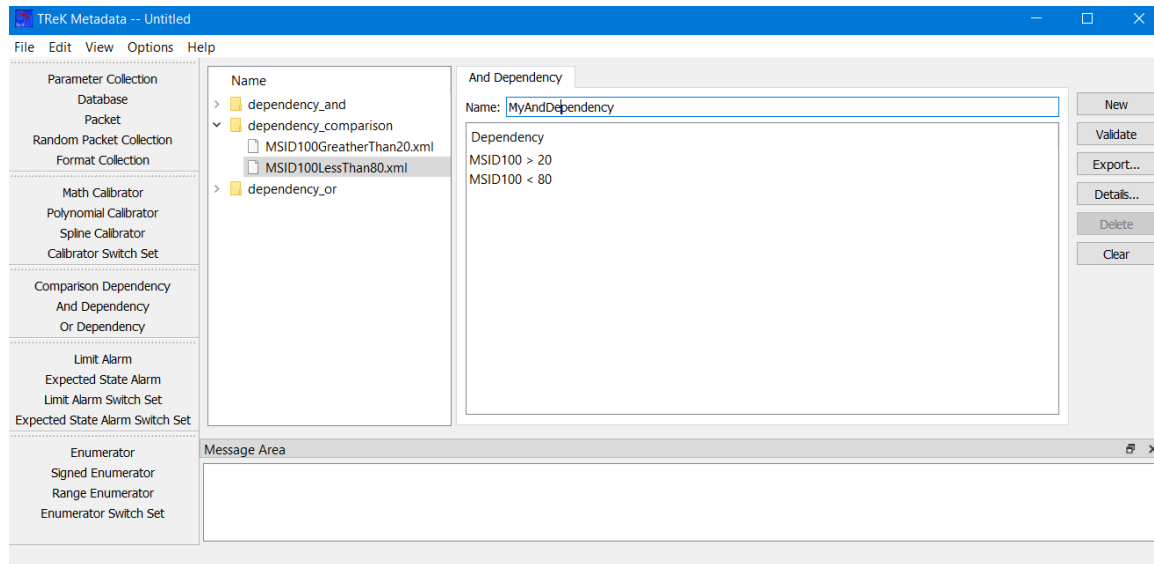 TReK Metadata -- Untitled
File Edit View Options Help
Parameter Collection
Database
Packet
Random Packet Collection
Format Collection
Math Calibrator
Polynomial Calibrator
Spline Calibrator
Calibrator Switch Set
Comparison Dependency
And Dependency
Or Dependency
Limit Alarm
Expected State Alarm
Limit Alarm Switch Set
Expected State Alarm Switch Set
Enumerator
Signed Enumerator
Range Enumerator
Enumerator Switch Set
Name
dependency_and
dependency_comparison
MSID100GreatherThan20.xml
MSID100LessThan80.xml
dependency_or
And Dependency
Name: MyAndDependency
Dependency
MSID100 > 20
MSID100 < 80
New
Validate
Export...
Details...
Delete
Clear
Message Area